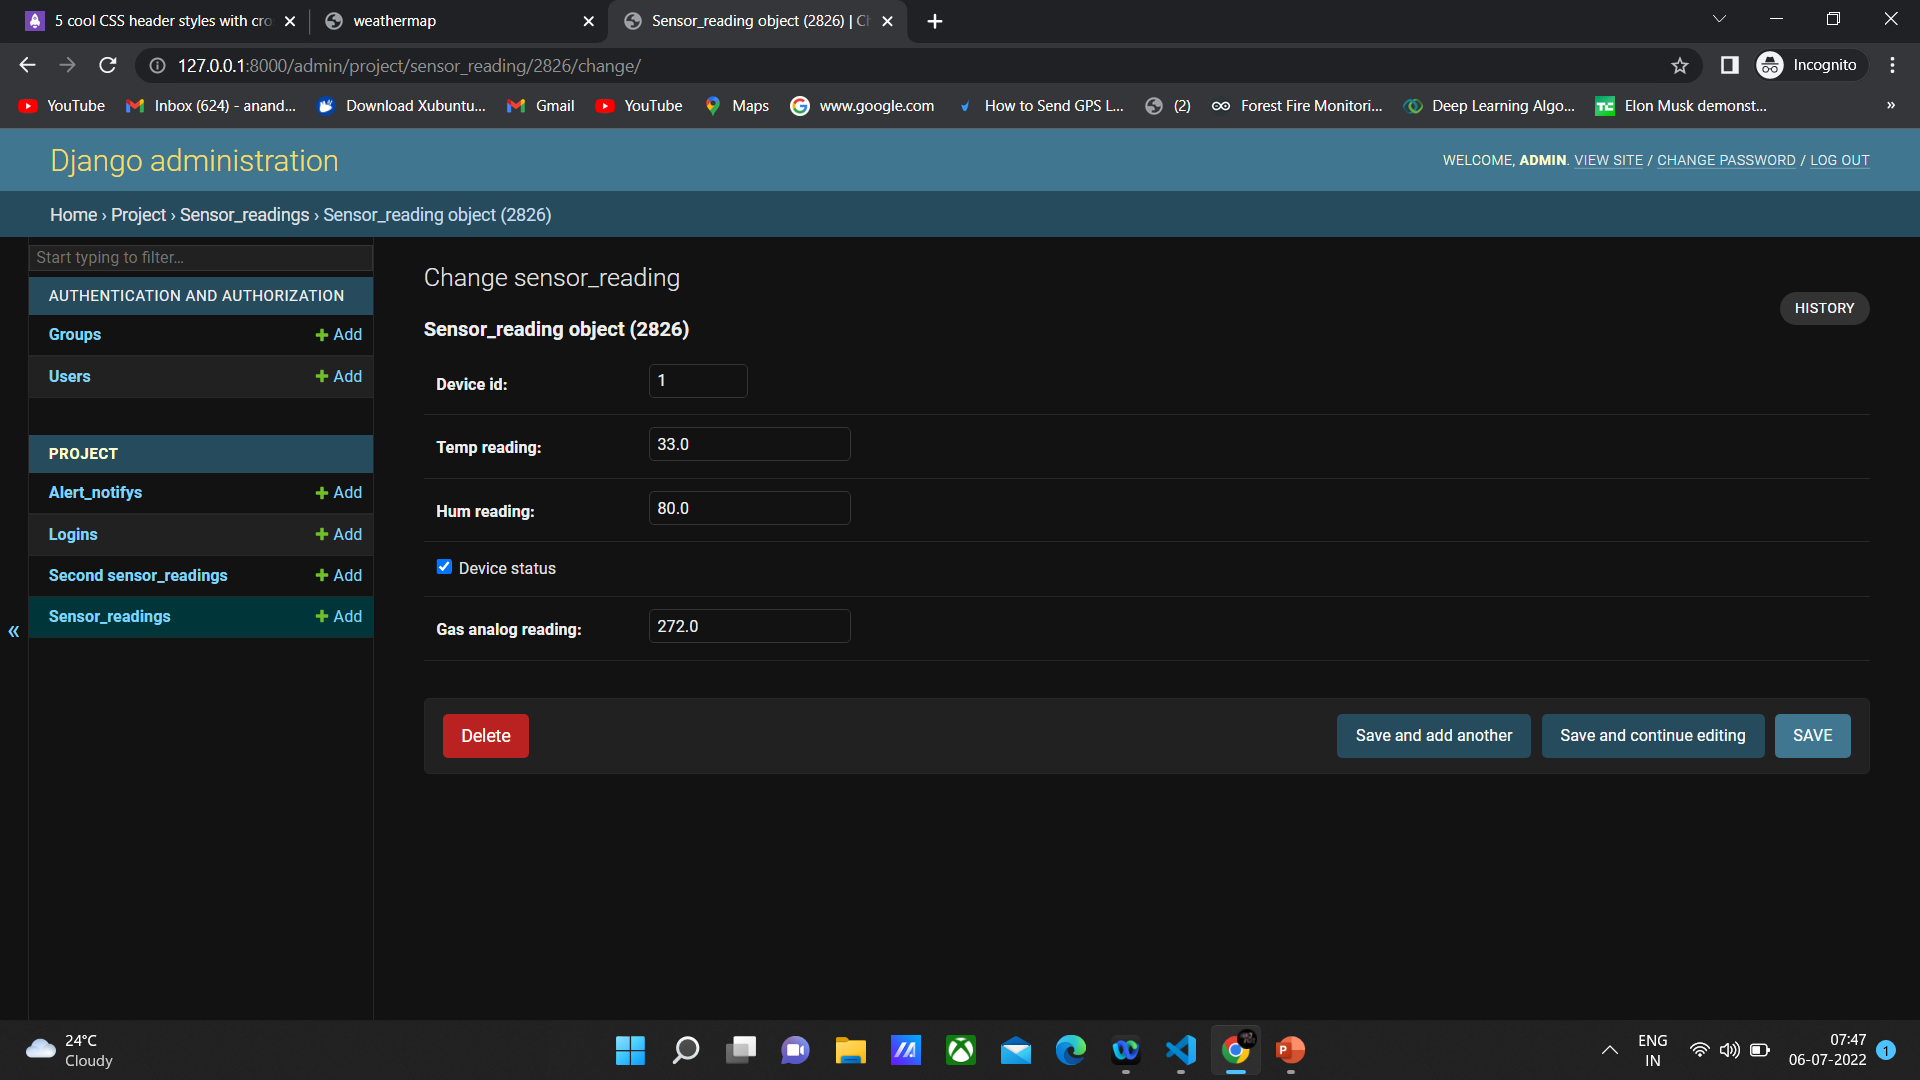 5 cool CSS header styles with cro
weathermap
Sensor_reading object (2826) | Ch
127.0.0.1:8000/admin/project/sensor_reading/2826/change/
Incognito
YouTube
Inbox (624) - anand...
Download Xubuntu...
Gmail
YouTube
Maps
www.google.com
How to Send GPS L...
(2)
Forest Fire Monitori...
Deep Learning Algo...
Elon Musk demonst...
»
Django administration
WELCOME, ADMIN. VIEW SITE / CHANGE PASSWORD / LOG OUT
Home › Project › Sensor_readings › Sensor_reading object (2826)
Start typing to filter...
AUTHENTICATION AND AUTHORIZATION
Groups + Add
Users + Add
PROJECT
Alert_notifys + Add
Logins + Add
Second sensor_readings + Add
Sensor_readings + Add
«
Change sensor_reading
HISTORY
Sensor_reading object (2826)
Device id: 1
Temp reading: 33.0
Hum reading: 80.0
Device status
Gas analog reading: 272.0
Delete
Save and add another
Save and continue editing
SAVE
24°C
Cloudy
ENG
IN
07:47
06-07-2022
1